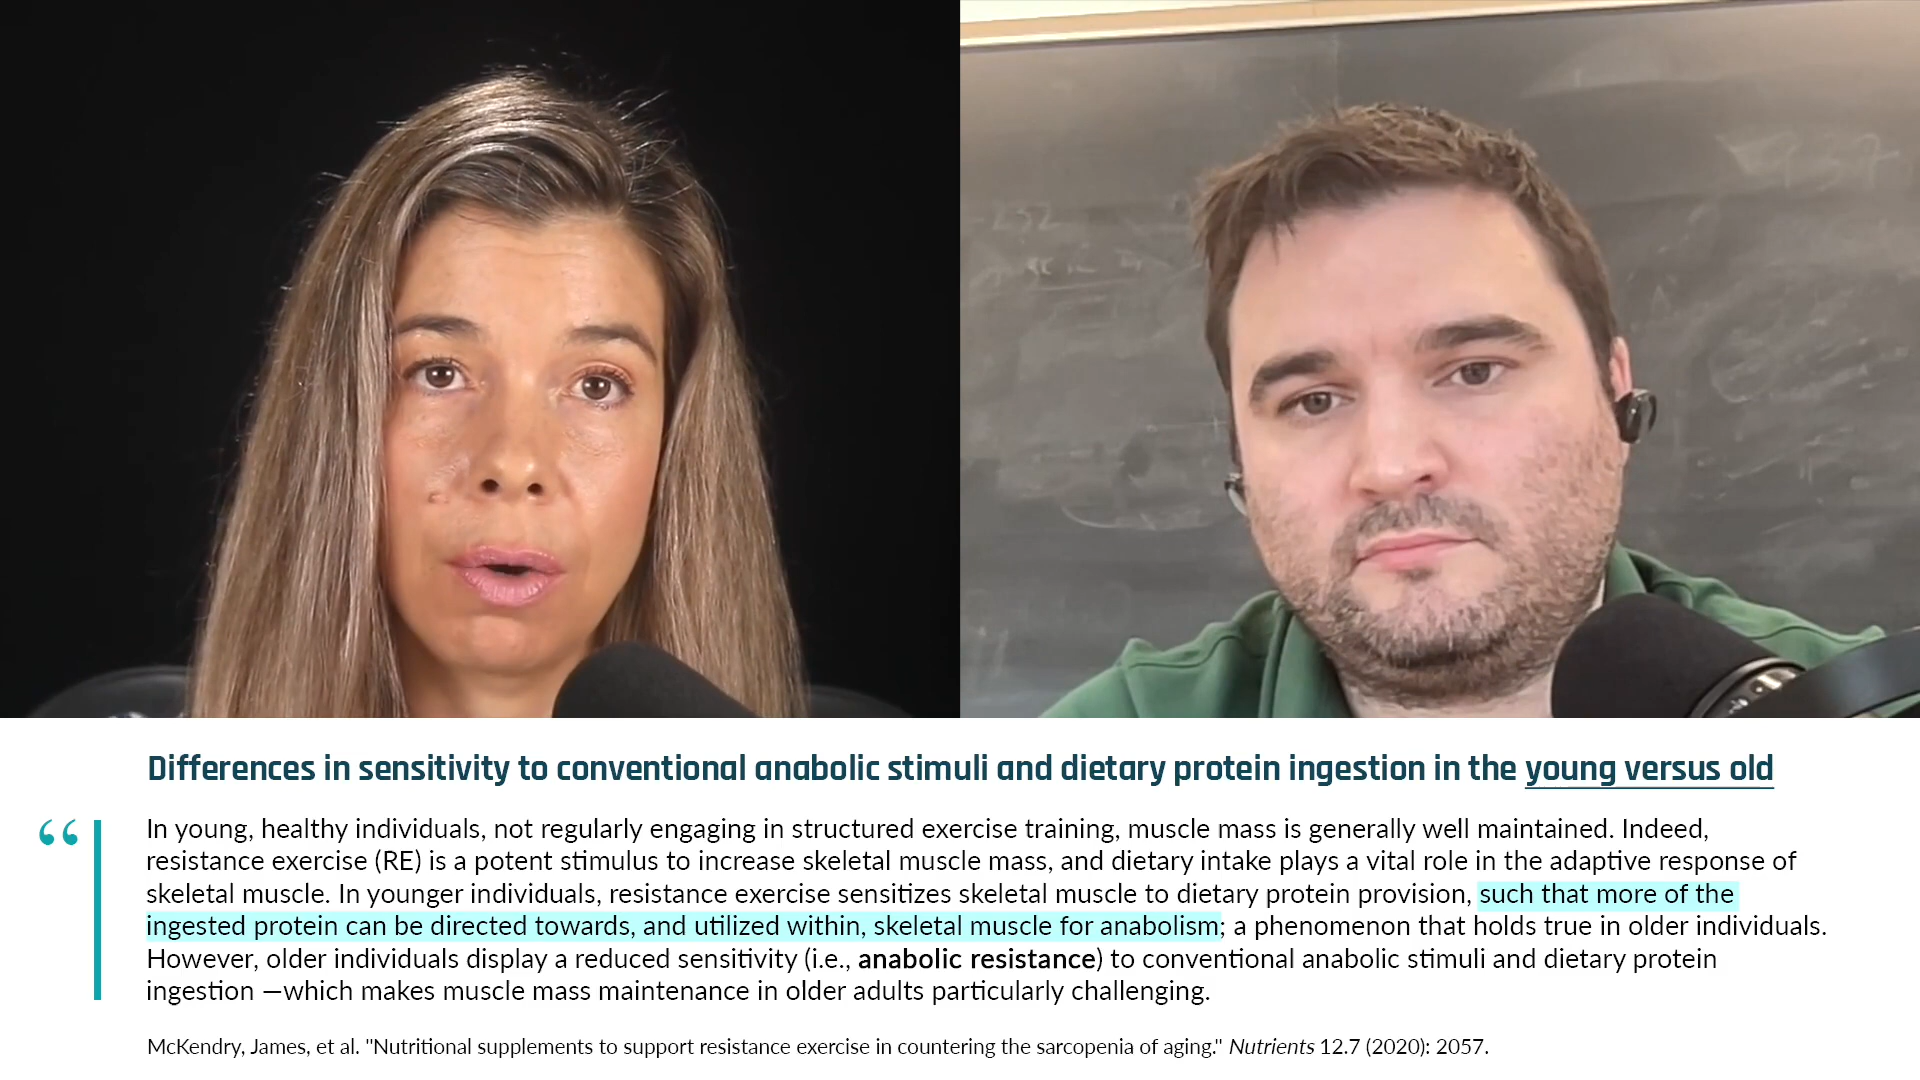 Differences in sensitivity to conventional anabolic stimuli and dietary protein ingestion in the young versus old
“
In young, healthy individuals, not regularly engaging in structured exercise training, muscle mass is generally well maintained. Indeed,
resistance exercise (RE) is a potent stimulus to increase skeletal muscle mass, and dietary intake plays a vital role in the adaptive response of
skeletal muscle. In younger individuals, resistance exercise sensitizes skeletal muscle to dietary protein provision, such that more of the
ingested protein can be directed towards, and utilized within, skeletal muscle for anabolism; a phenomenon that holds true in older individuals.
However, older individuals display a reduced sensitivity (i.e., anabolic resistance) to conventional anabolic stimuli and dietary protein
ingestion —which makes muscle mass maintenance in older adults particularly challenging.
McKendry, James, et al. "Nutritional supplements to support resistance exercise in countering the sarcopenia of aging." Nutrients 12.7 (2020): 2057.